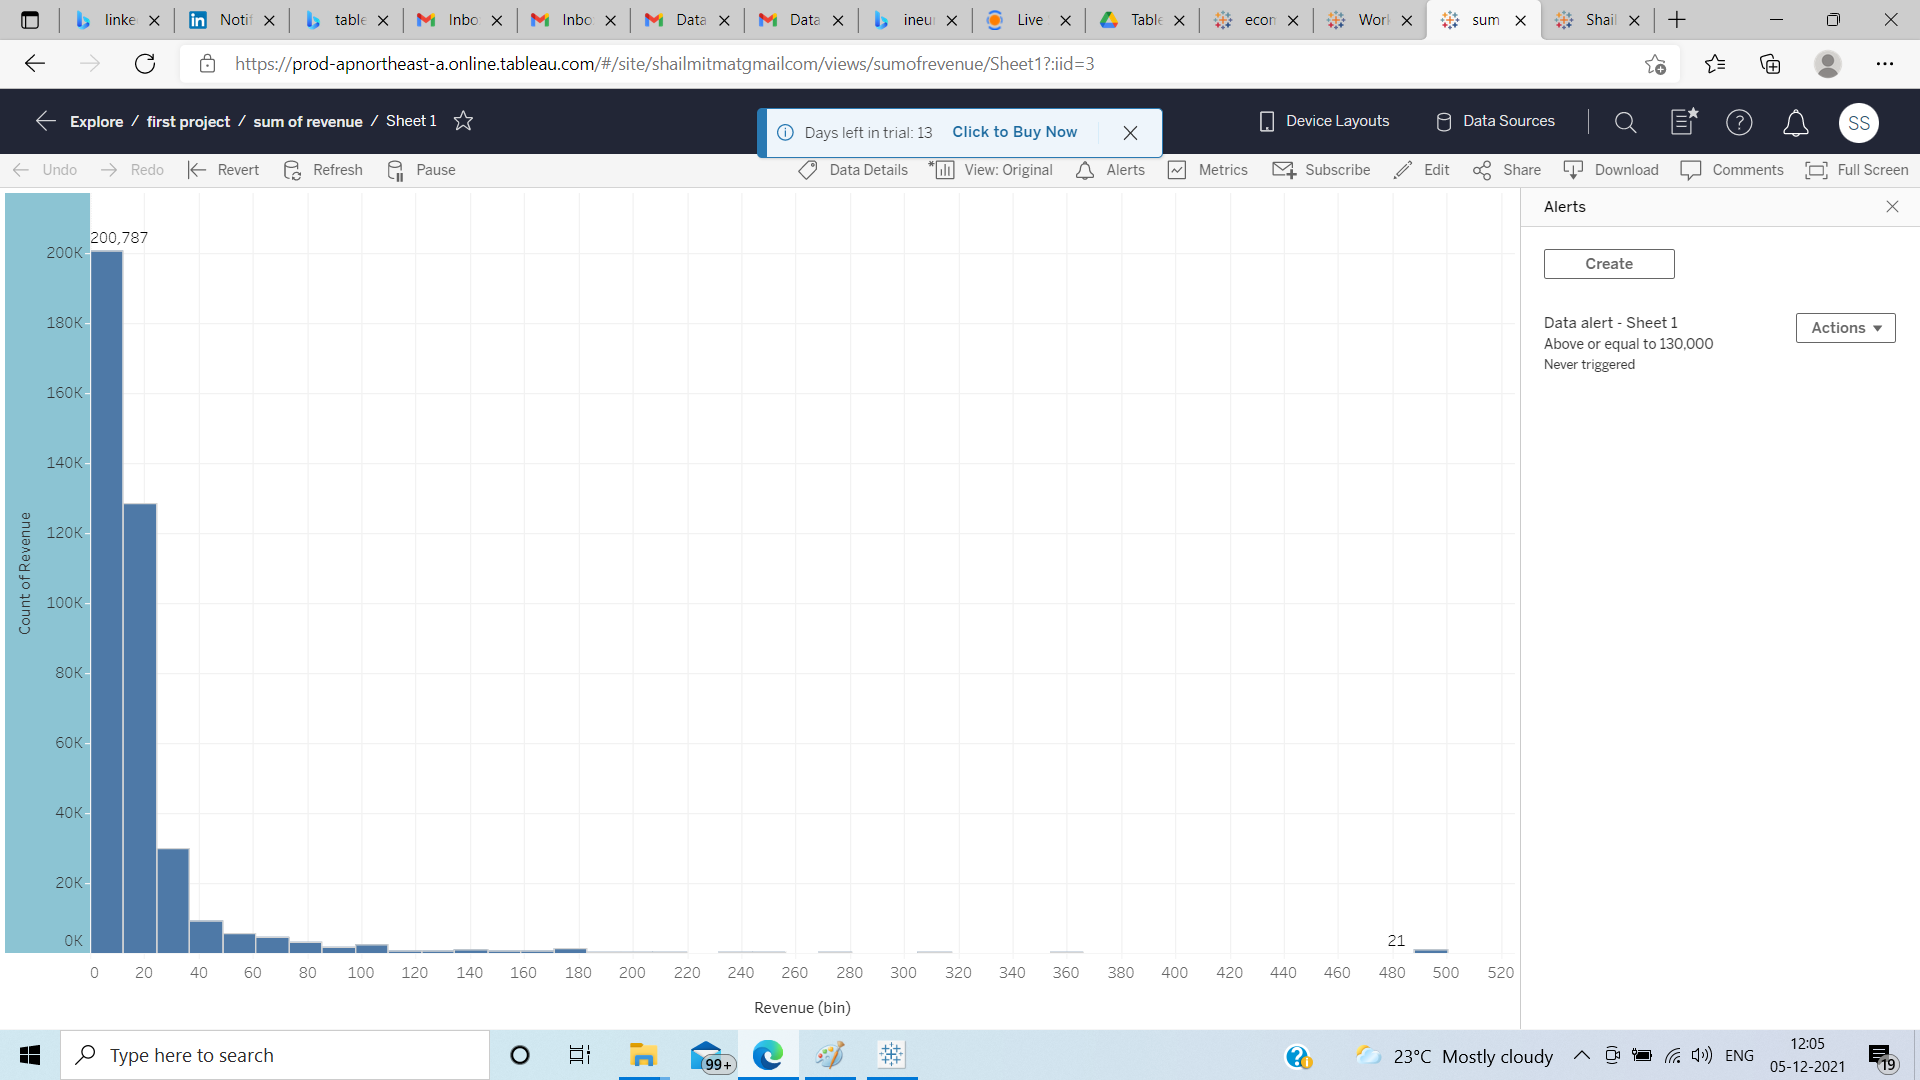 linke
Notif
table
Inbo
Inbo
Data
Data
ineu
Live
Table
econ
Work
sum
Shail
https://prod-apnortheast-a.online.tableau.com/#/site/shailmitmatgmailcom/views/sumofrevenue/Sheet1?:iid=3
Explore / first project / sum of revenue / Sheet 1
Days left in trial: 13 Click to Buy Now
Device Layouts
Data Sources
SS
Undo
Redo
Revert
Refresh
Pause
Data Details
View: Original
Alerts
Metrics
Subscribe
Edit
Share
Download
Comments
Full Screen
Alerts
Create
Data alert - Sheet 1
Above or equal to 130,000
Never triggered
Actions
200,787
200K
180K
160K
140K
120K
100K
80K
60K
40K
20K
0K
Count of Revenue
21
0 20 40 60 80 100 120 140 160 180 200 220 240 260 280 300 320 340 360 380 400 420 440 460 480 500 520
Revenue (bin)
Type here to search
99+
23°C Mostly cloudy
ENG
12:05
05-12-2021
19